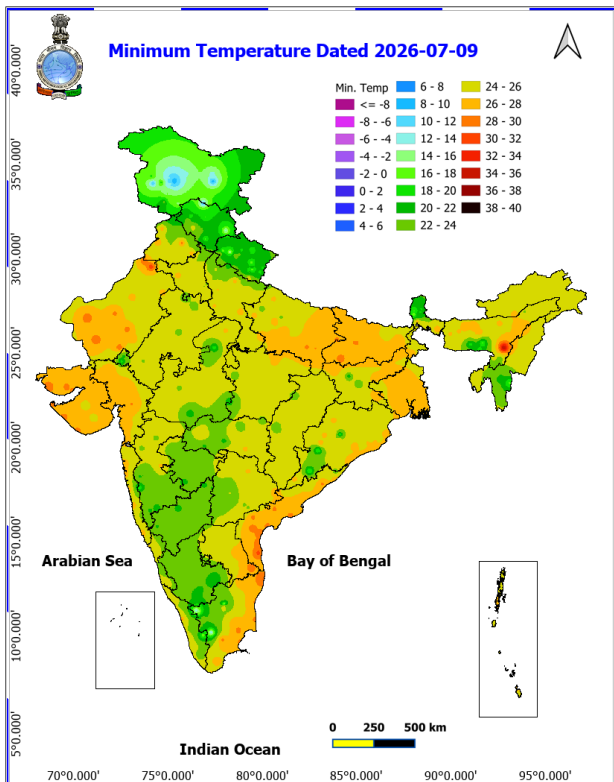 Minimum Temperature Dated 2026-07-09
Min. Temp
<= -8
-8 - -6
-6 - -4
-4 - -2
-2 - 0
0 - 2
2 - 4
4 - 6
6 - 8
8 - 10
10 - 12
12 - 14
14 - 16
16 - 18
18 - 20
20 - 22
22 - 24
24 - 26
26 - 28
28 - 30
30 - 32
32 - 34
34 - 36
36 - 38
38 - 40
40°0.000'
35°0.000'
30°0.000'
25°0.000'
20°0.000'
15°0.000'
10°0.000'
5°0.000'
Arabian Sea
Bay of Bengal
Indian Ocean
0 250 500 km
70°0.000' 75°0.000' 80°0.000' 85°0.000' 90°0.000' 95°0.000'